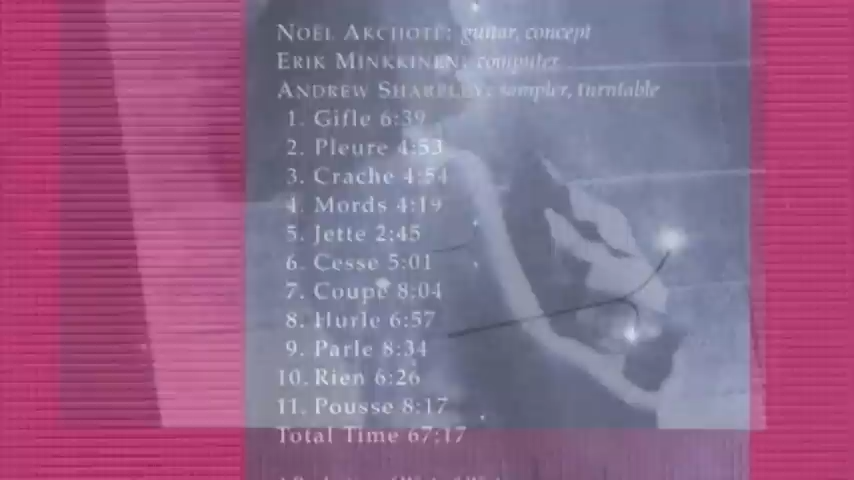 NOËL AKCHOTÉ: guitar, concept
ERIK MINKKINEN: computer
ANDREW SHARPLEY: sampler, turntable
1. Gifle 6:39
2. Pleure 4:53
3. Crache 4:54
4. Mords 4:19
5. Jette 2:45
6. Cesse 5:01
7. Coupe 8:04
8. Hurle 6:57
9. Parle 8:34
10. Rien 6:26
11. Pousse 8:17
Total Time 67:17